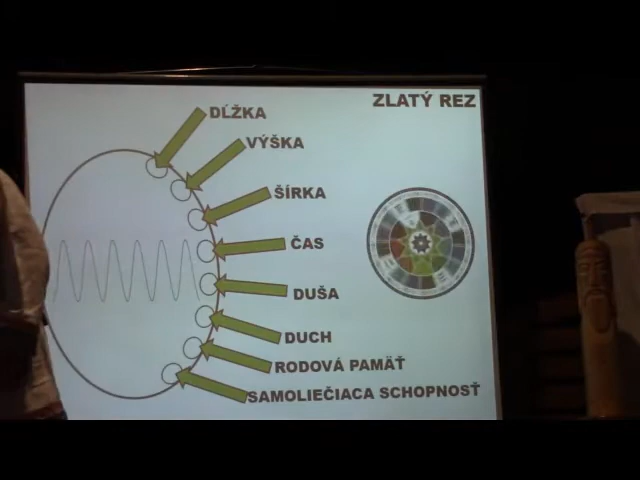 ZLATÝ REZ
DĹŽKA
VÝŠKA
ŠÍRKA
ČAS
DUŠA
DUCH
RODOVÁ PAMÄŤ
SAMOLIEČIACA SCHOPNOSŤ